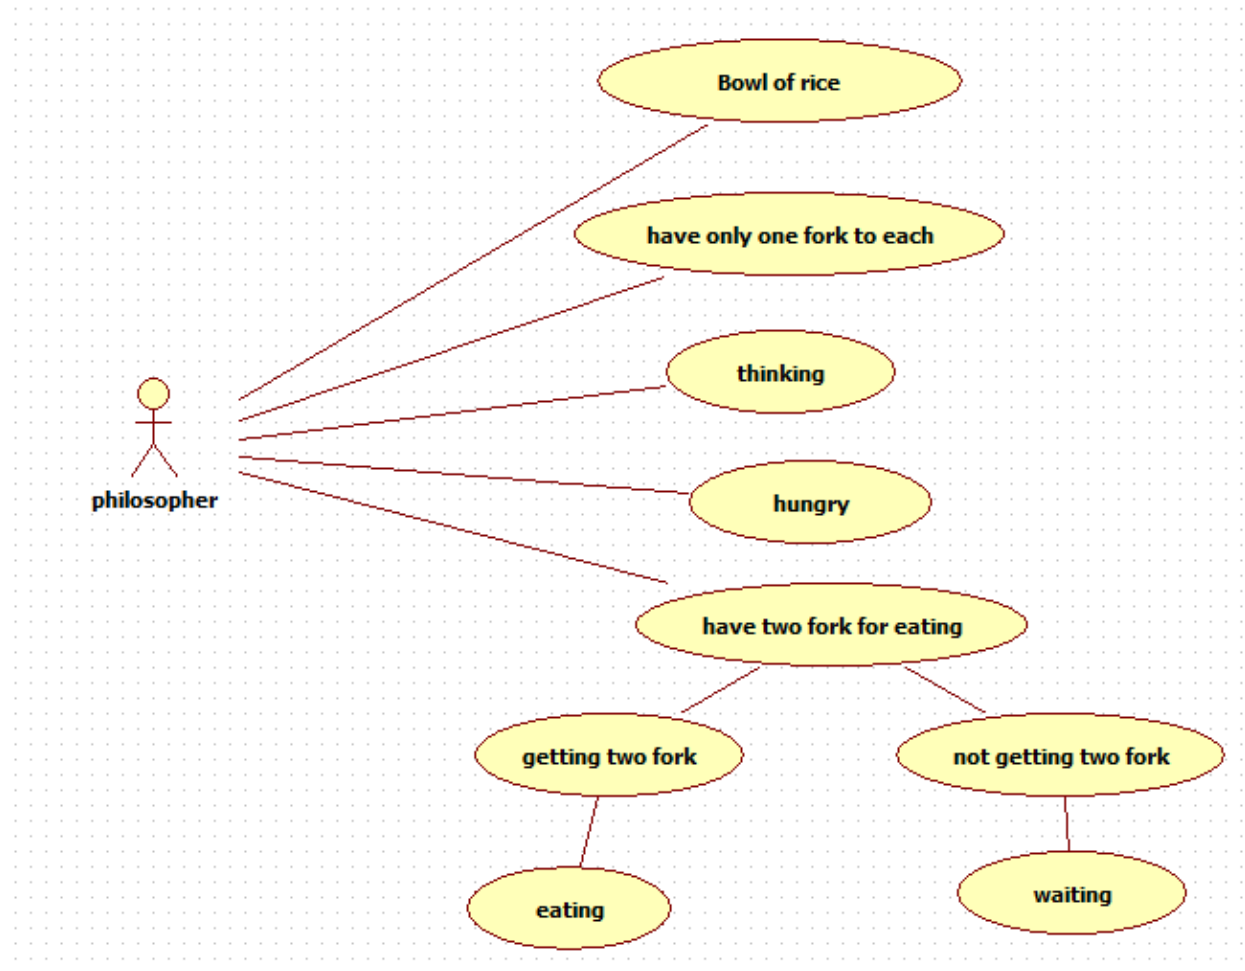 Bowl of rice
have only one fork to each
thinking
philosopher
hungry
have two fork for eating
getting two fork
not getting two fork
eating
waiting